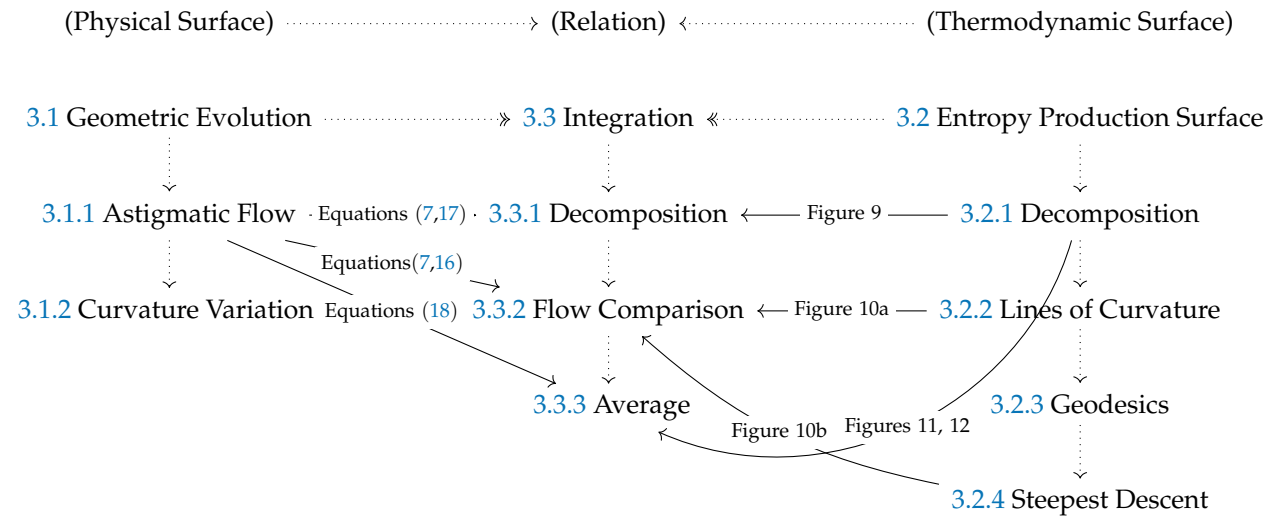 (Physical Surface) (Relation) (Thermodynamic Surface)
3.1 Geometric Evolution 3.3 Integration 3.2 Entropy Production Surface
3.1.1 Astigmatic Flow Equations (7,17) 3.3.1 Decomposition Figure 9 3.2.1 Decomposition
Equations(7,16)
3.1.2 Curvature Variation Equations (18) 3.3.2 Flow Comparison Figure 10a 3.2.2 Lines of Curvature
3.3.3 Average 3.2.3 Geodesics
Figure 10b Figures 11, 12
3.2.4 Steepest Descent